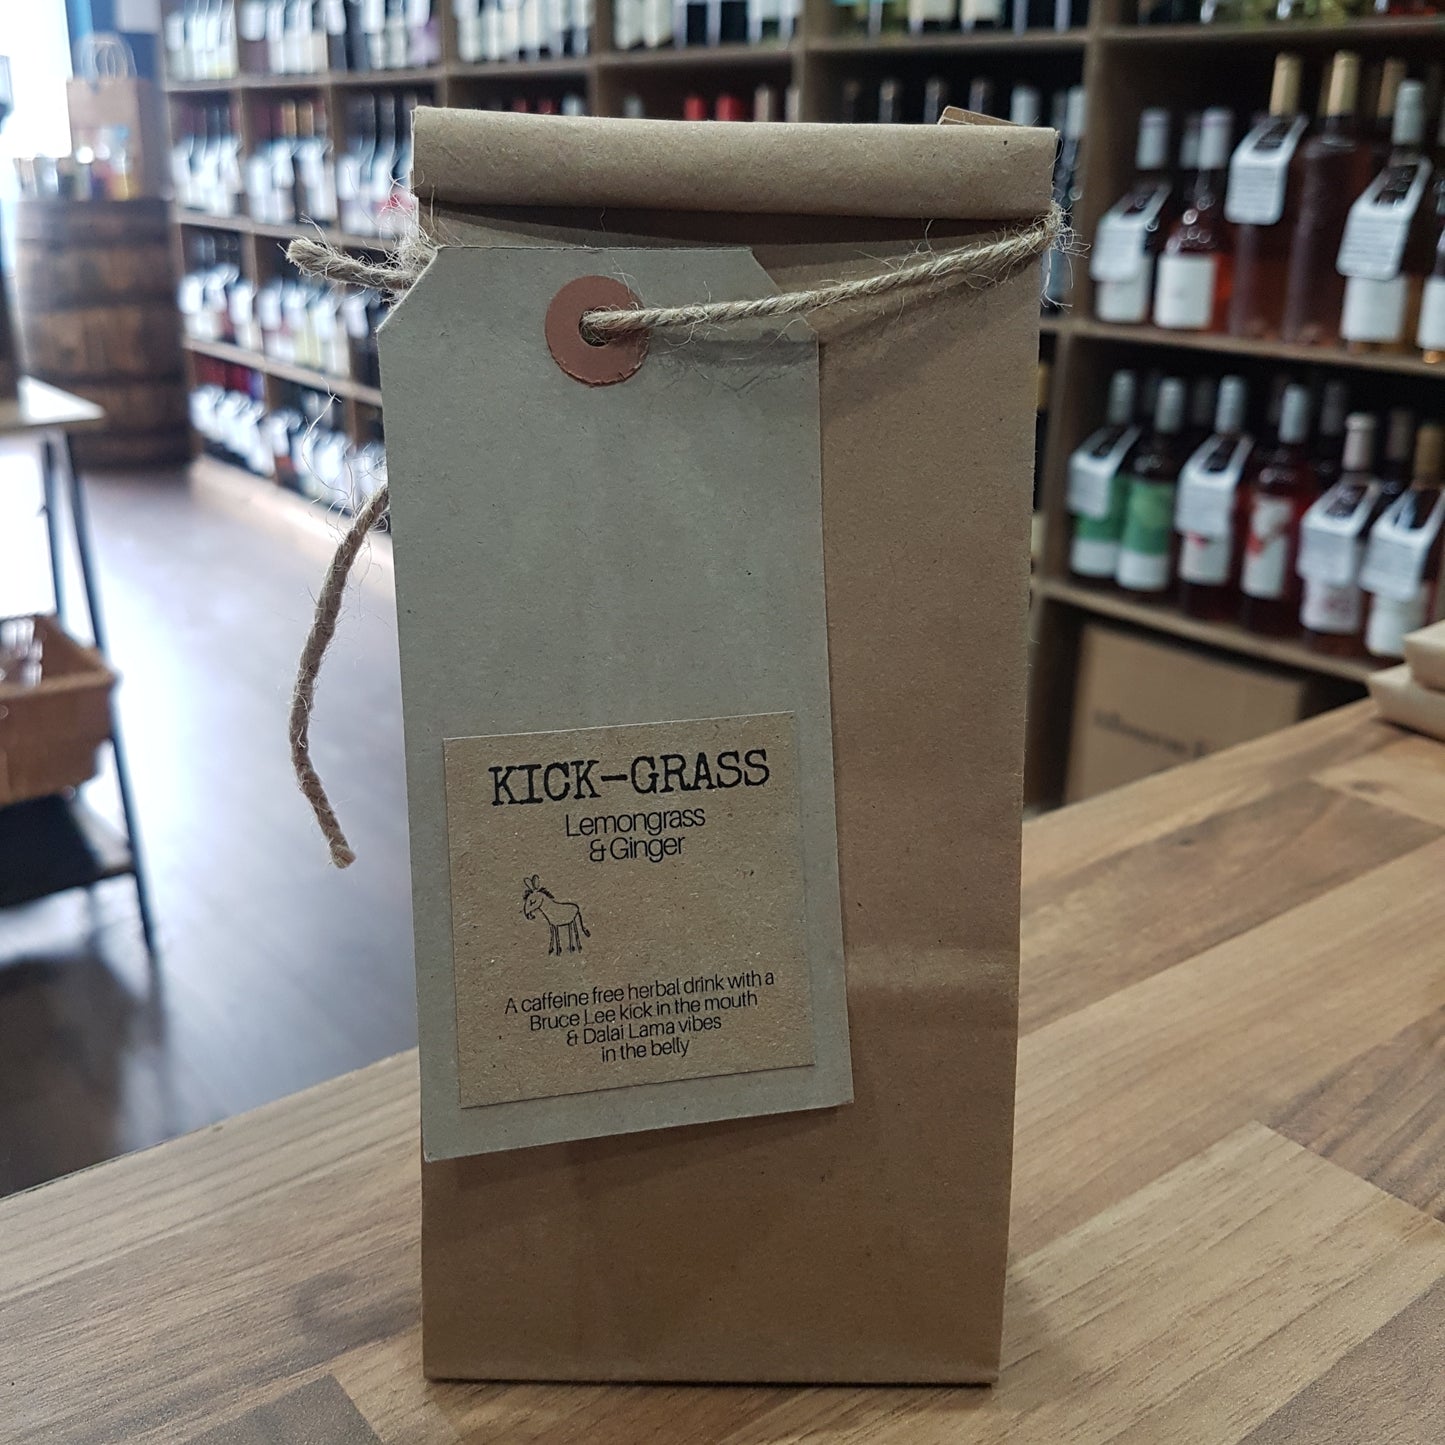 KICK-GRASS
Lemongrass
& Ginger
A caffeine free herbal drink with a
Bruce Lee kick in the mouth
& Dalai Lama vibes
in the belly